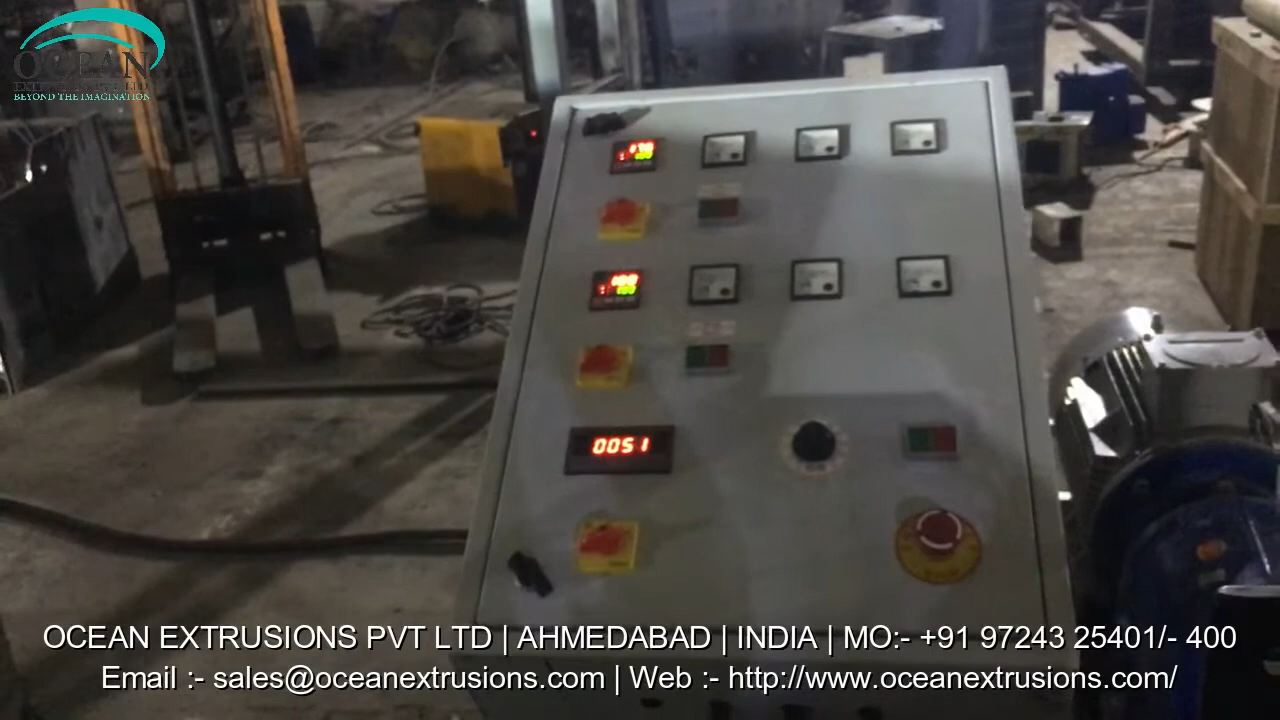 OCEAN
BEYOND THE IMAGINATION
0051
OCEAN EXTRUSIONS PVT LTD | AHMEDABAD | INDIA | MO:- +91 97243 25401/- 400
Email :- sales@oceanextrusions.com | Web :- http://www.oceanextrusions.com/